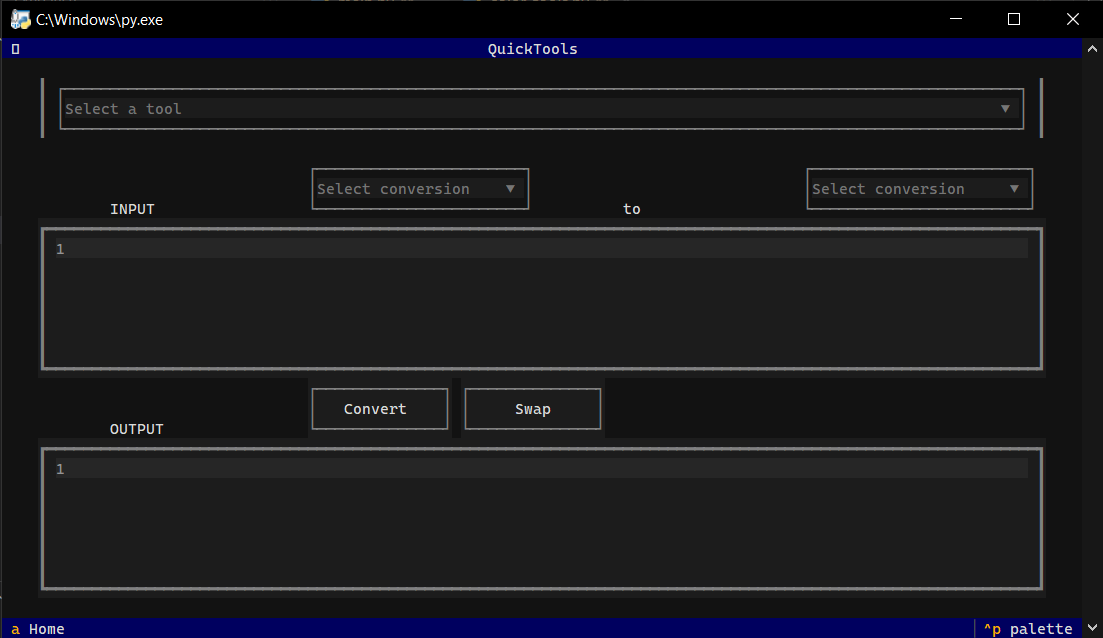 C:\Windows\py.exe
QuickTools
Select a tool ▼
Select conversion ▼ Select conversion ▼
INPUT to
1
Convert Swap
OUTPUT
1
a Home ^p palette